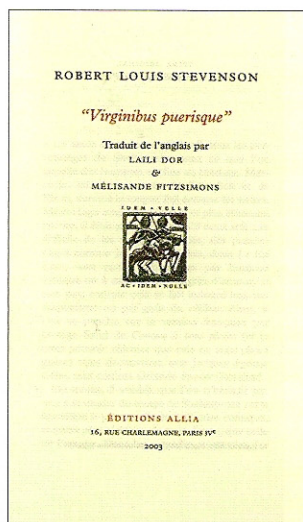 ROBERT LOUIS STEVENSON
“Virginibus puerisque”
Traduit de l'anglais par
LAILI DOR
&
MÉLISANDE FITZSIMONS
IDEM · VELLE
AC · IDEM · NOLLE
ÉDITIONS ALLIA
16, RUE CHARLEMAGNE, PARIS IVᵉ
2003